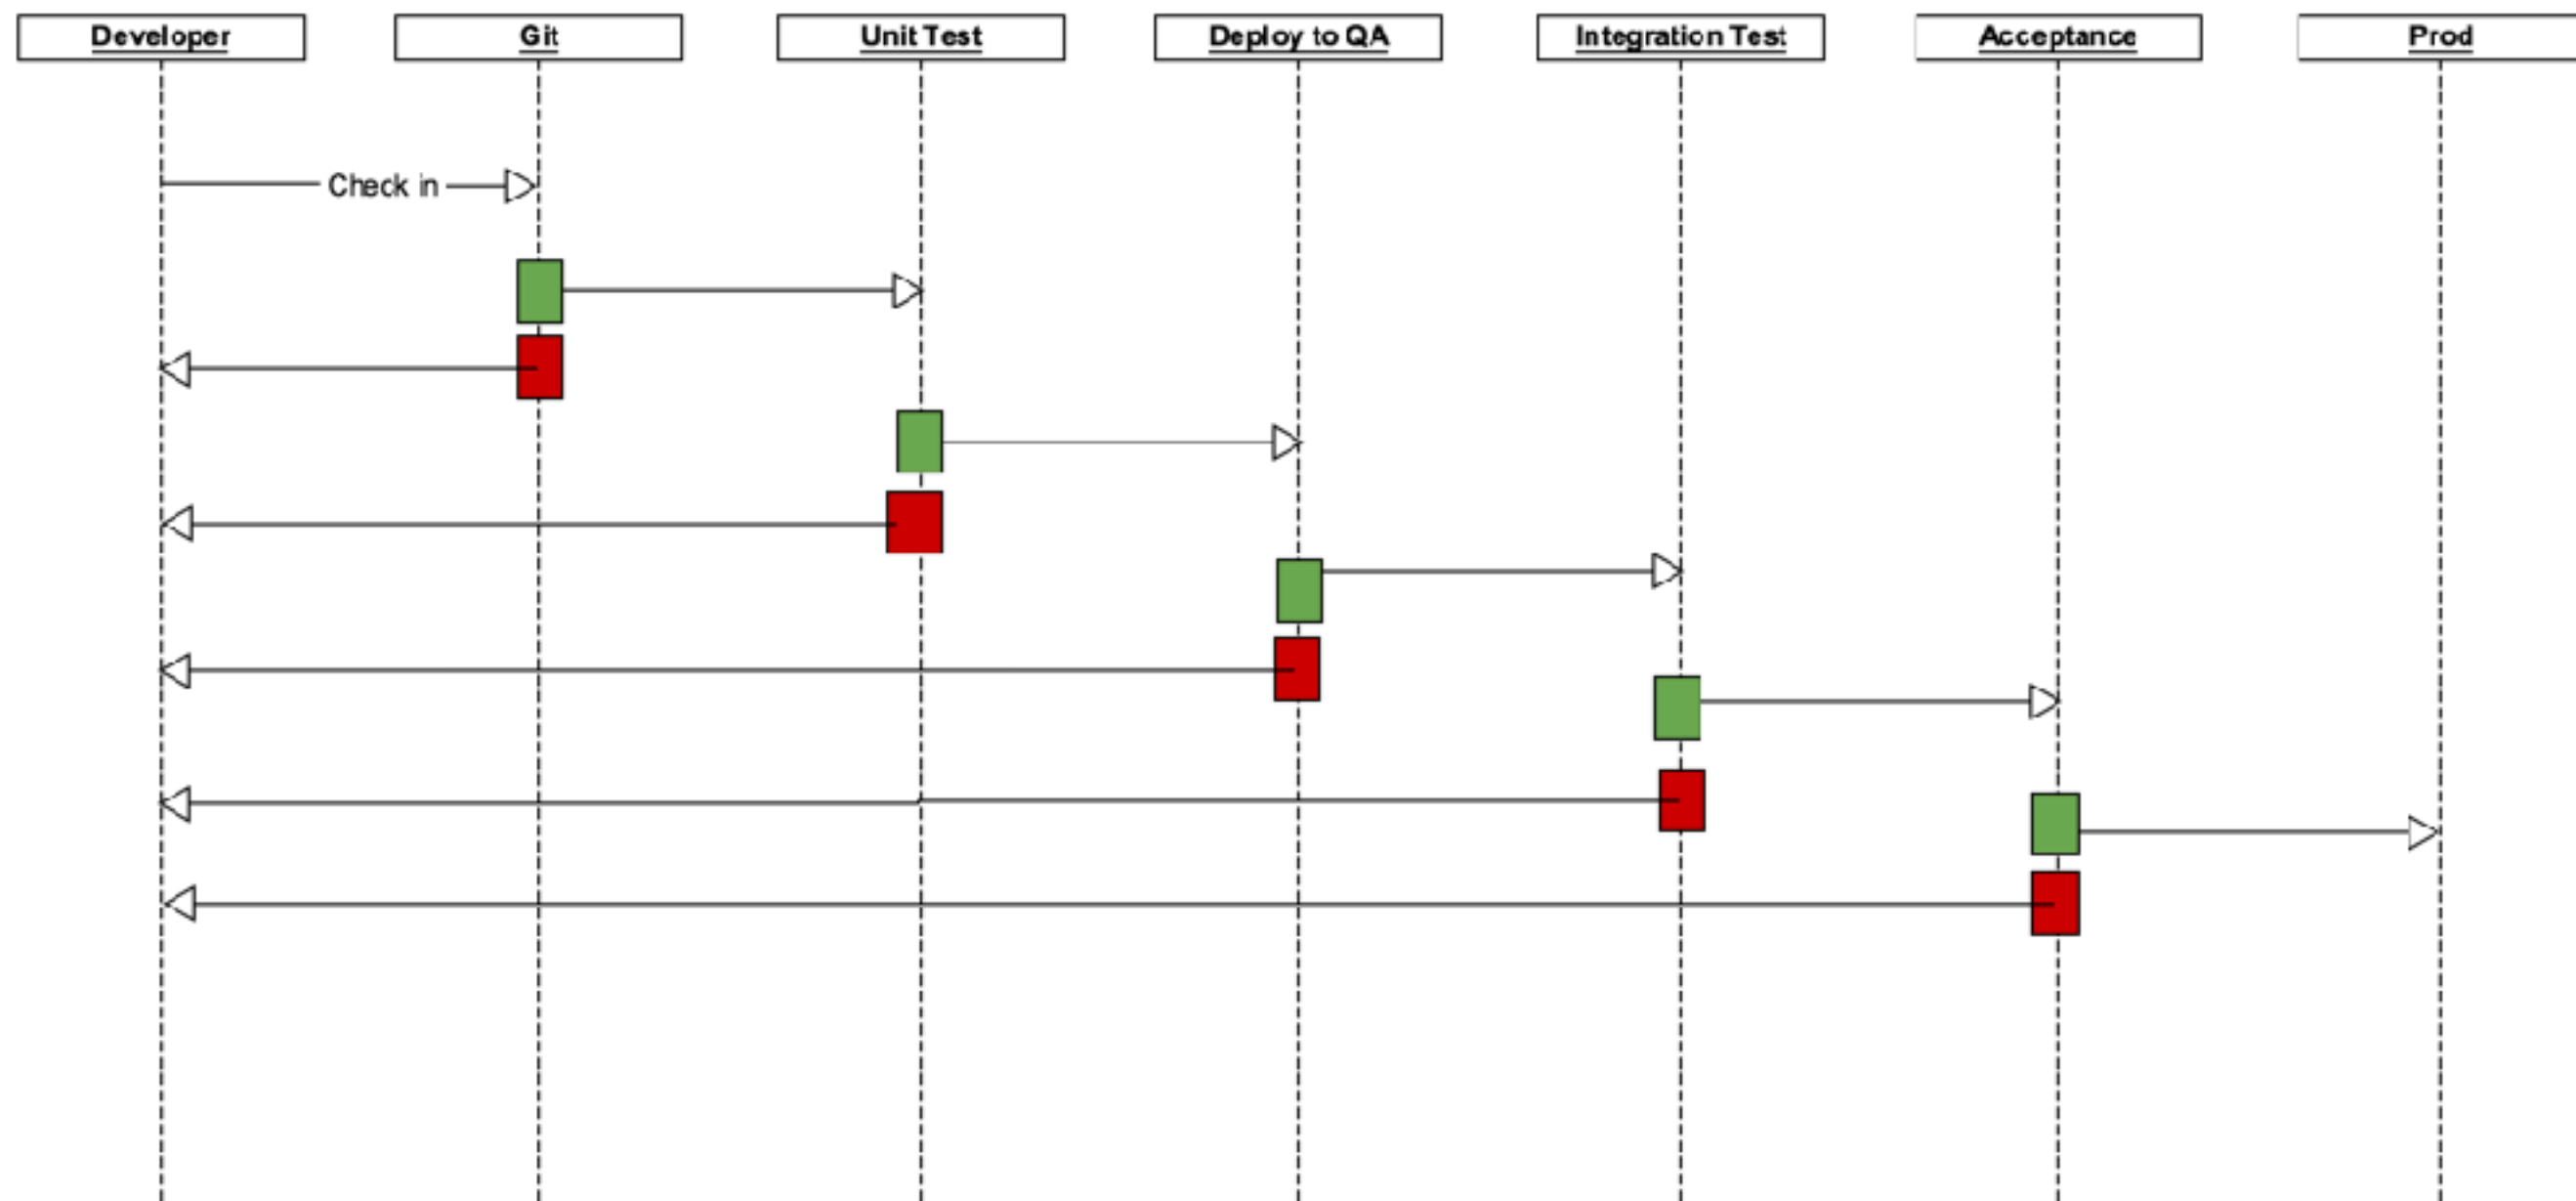 Developer
Git
Unit Test
Deploy to QA
Integration Test
Acceptance
Prod
Check in